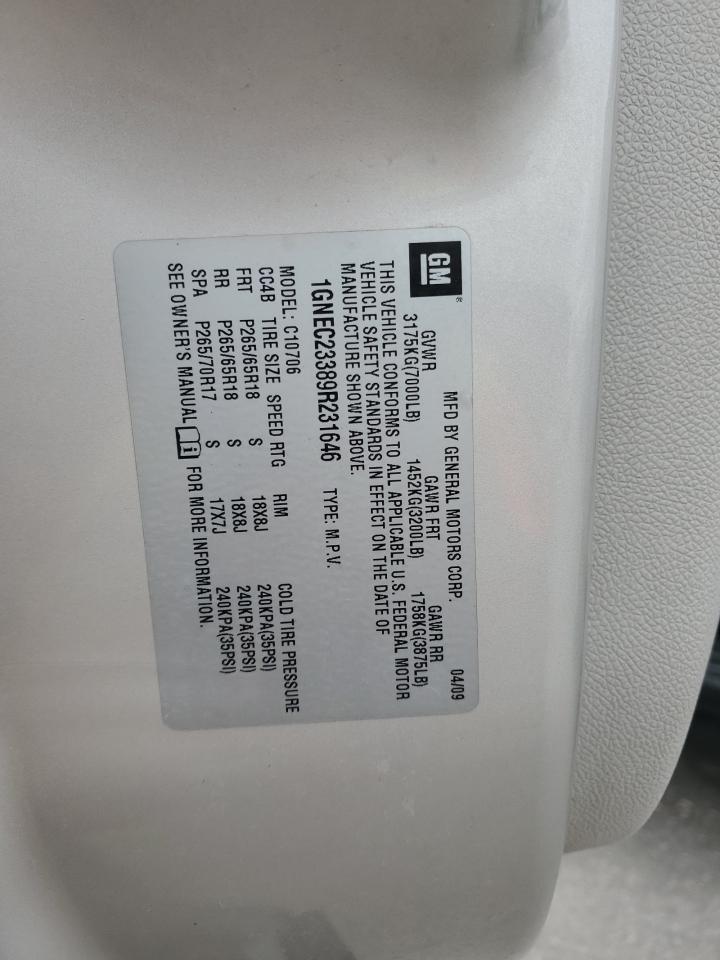 GM ®
MFD BY GENERAL MOTORS CORP. 04/09
GVWR GAWR FRT GAWR RR
3175KG(7000LB) 1452KG(3200LB) 1758KG(3875LB)
THIS VEHICLE CONFORMS TO ALL APPLICABLE U.S. FEDERAL MOTOR
VEHICLE SAFETY STANDARDS IN EFFECT ON THE DATE OF
MANUFACTURE SHOWN ABOVE.
1GNEC23389R231646 TYPE: M.P.V.
MODEL: C10706
CC4B TIRE SIZE SPEED RTG RIM COLD TIRE PRESSURE
FRT P265/65R18 S 18X8J 240KPA(35PSI)
RR P265/65R18 S 18X8J 240KPA(35PSI)
SPA P265/70R17 S 17X7J 240KPA(35PSI)
SEE OWNER'S MANUAL i FOR MORE INFORMATION.